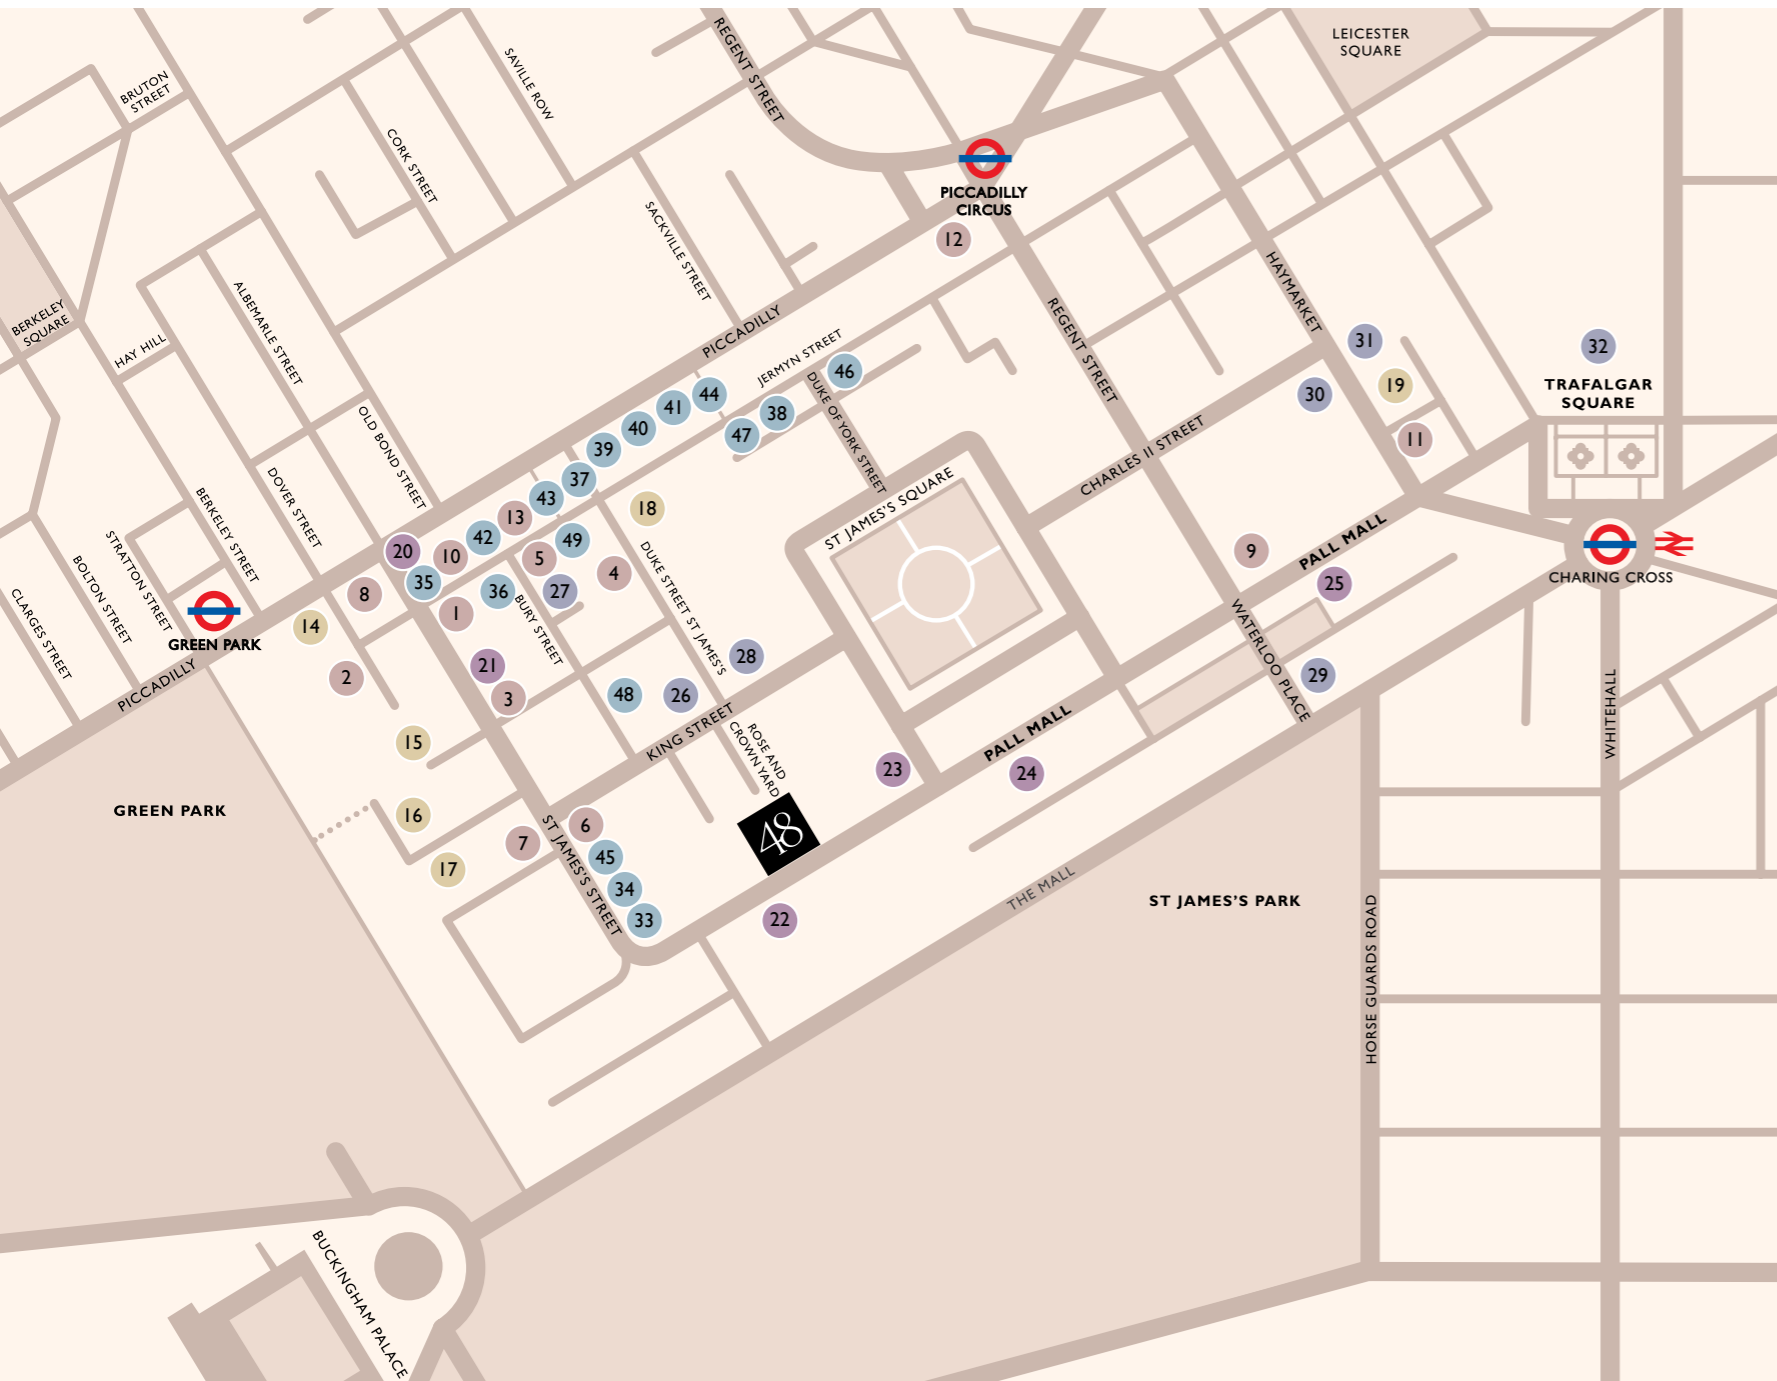 LEICESTER
SQUARE
REGENT STREET
SAVILLE ROW
BRUTON
STREET
CORK STREET
PICCADILLY
CIRCUS
12
SACKVILLE STREET
HAYMARKET
ALBEMARLE STREET
BERKELEY
SQUARE
HAY HILL
PICCADILLY
JERMYN STREET
REGENT STREET
31
32
19
TRAFALGAR
SQUARE
30
11
46
44
41
38
40
47
39
37
43
13
42
10
20
35
DUKE OF YORK STREET
OLD BOND STREET
CHARLES II STREET
ST JAMES'S SQUARE
DOVER STREET
BERKELEY STREET
STRATTON STREET
BOLTON STREET
CLARGES STREET
18
49
5
4
36
27
1
8
14
2
GREEN PARK
PICCADILLY
BURY STREET
DUKE STREET ST JAMES'S
28
21
3
48
26
9
PALL MALL
25
CHARING CROSS
WATERLOO PLACE
29
WHITEHALL
KING STREET
ROSE AND
CROWN YARD
15
16
17
7
6
45
34
33
ST JAMES'S STREET
48
23
PALL MALL
24
22
GREEN PARK
THE MALL
ST JAMES'S PARK
HORSE GUARDS ROAD
BUCKINGHAM PALACE